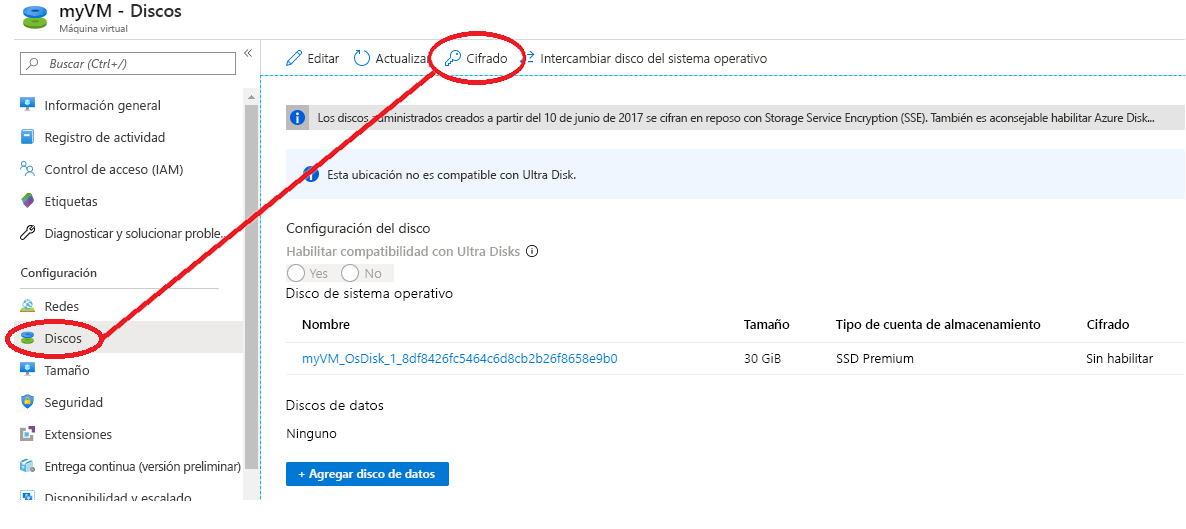 myVM - Discos
Máquina virtual
Buscar (Ctrl+/)
Información general
Registro de actividad
Control de acceso (IAM)
Etiquetas
Diagnosticar y solucionar proble...
Configuración
Redes
Discos
Tamaño
Seguridad
Extensiones
Entrega continua (versión preliminar)
Disponibilidad y escalado
Editar Actualiza Cifrado Intercambiar disco del sistema operativo
Los discos administrados creados a partir del 10 de junio de 2017 se cifran en reposo con Storage Service Encryption (SSE). También es aconsejable habilitar Azure Disk...
Esta ubicación no es compatible con Ultra Disk.
Configuración del disco
Habilitar compatibilidad con Ultra Disks
Yes No
Disco de sistema operativo
Nombre Tamaño Tipo de cuenta de almacenamiento Cifrado
myVM_OsDisk_1_8df8426fc5464c6d8cb2b26f8658e9b0 30 GiB SSD Premium Sin habilitar
Discos de datos
Ninguno
+ Agregar disco de datos